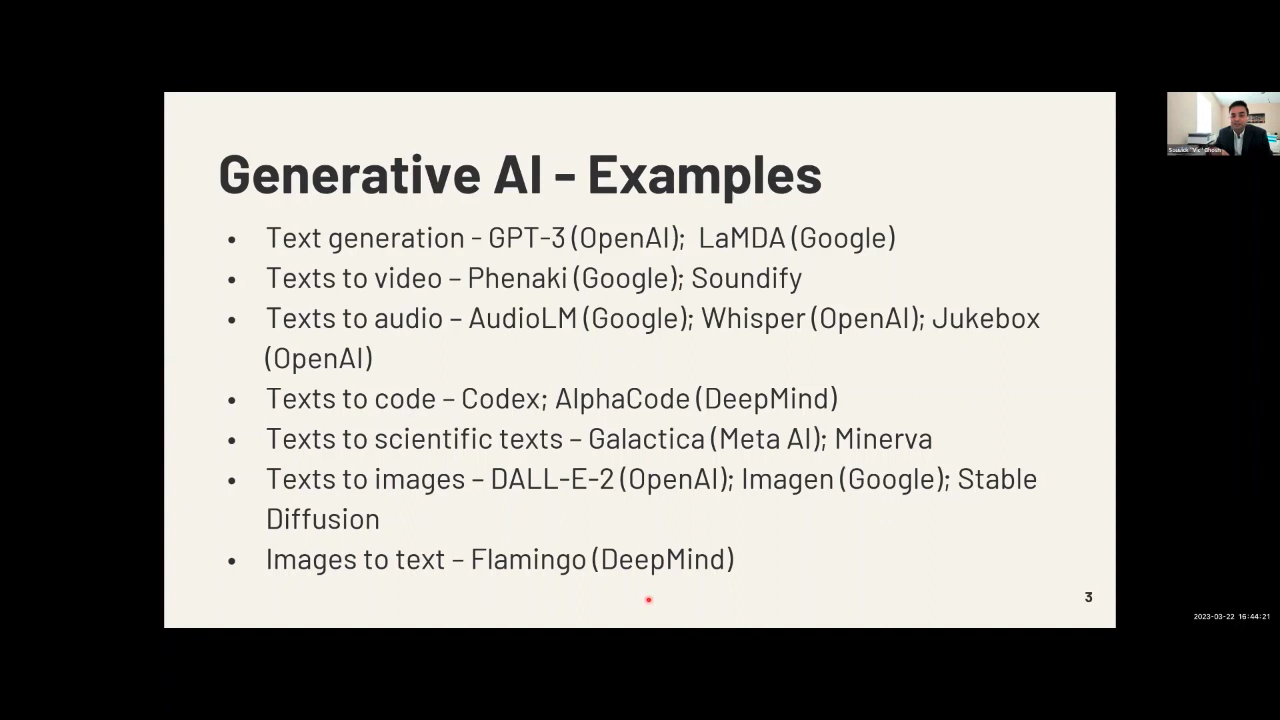 Generative AI - Examples
• Text generation - GPT-3 (OpenAI);  LaMDA (Google)
• Texts to video – Phenaki (Google); Soundify
• Texts to audio – AudioLM (Google); Whisper (OpenAI); Jukebox
(OpenAI)
• Texts to code – Codex; AlphaCode (DeepMind)
• Texts to scientific texts – Galactica (Meta AI); Minerva
• Texts to images – DALL-E-2 (OpenAI); Imagen (Google); Stable
Diffusion
• Images to text – Flamingo (DeepMind)
3
Souvick "Vic" Ghosh
2023-03-22 16:44:21